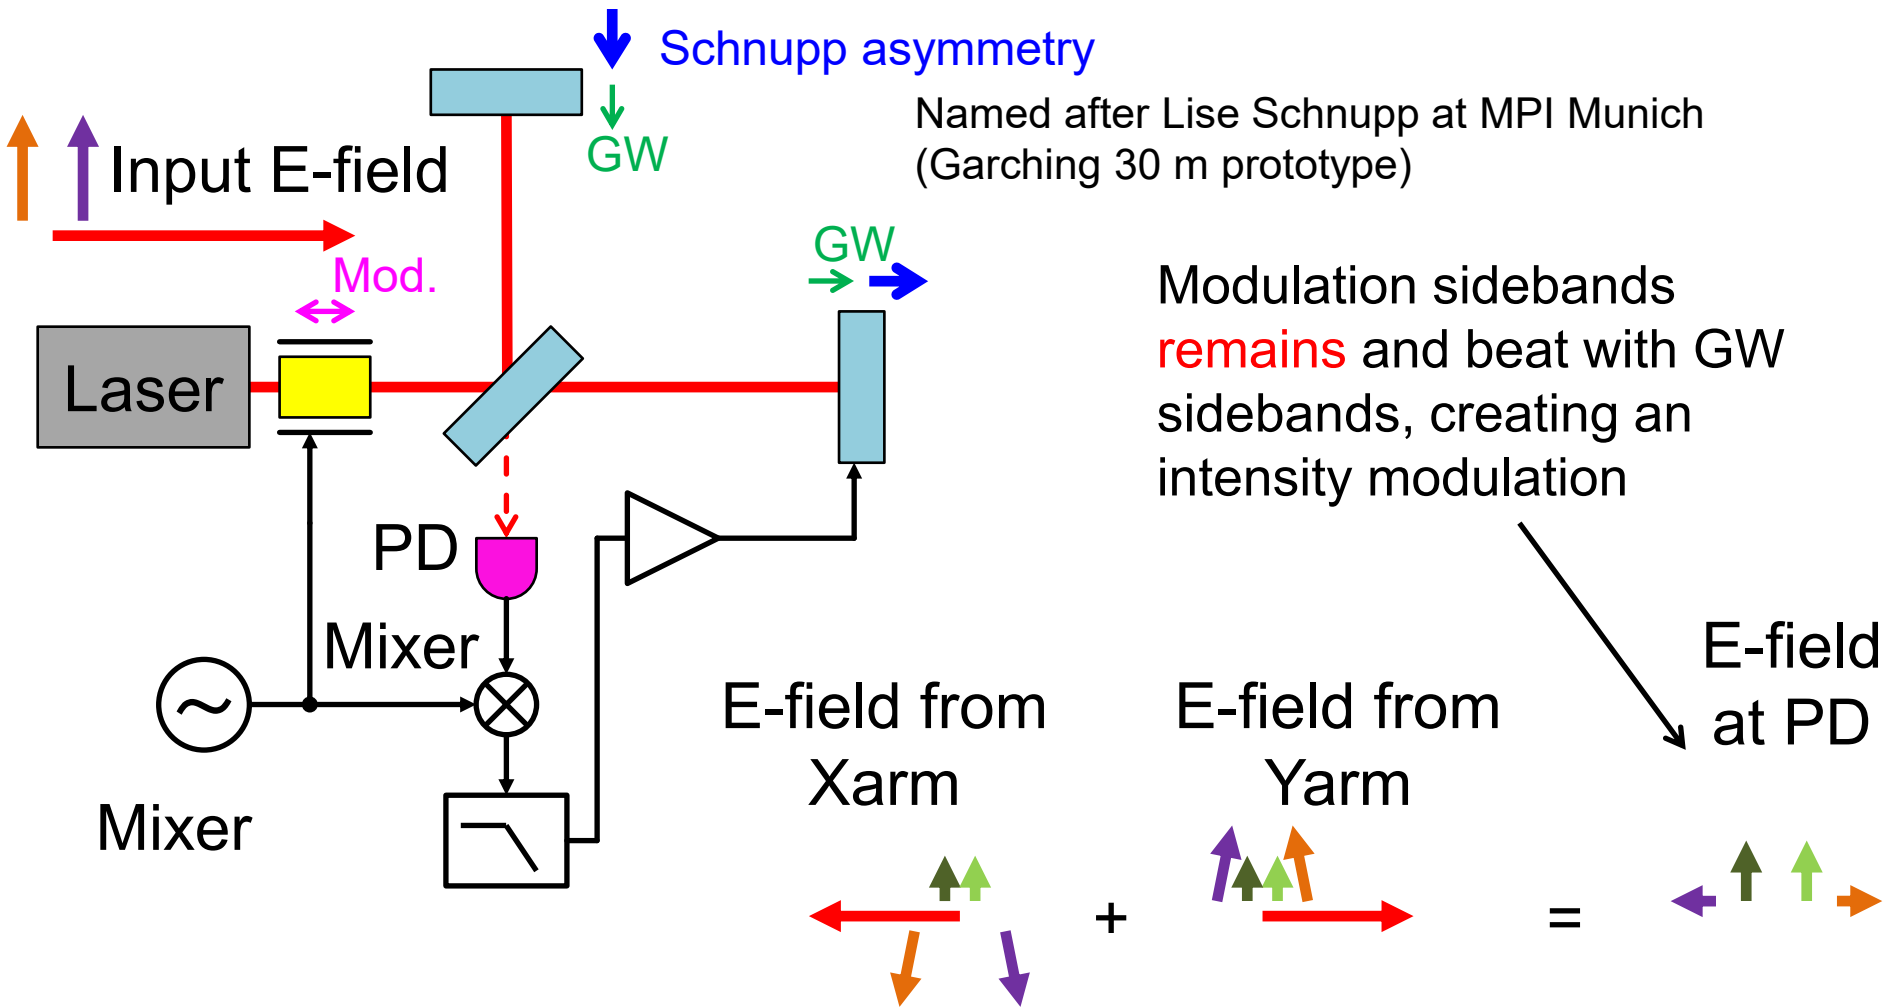 Schnupp asymmetry
Named after Lise Schnupp at MPI Munich
(Garching 30 m prototype)
GW
Input E-field
Mod.
GW
Laser
Modulation sidebands
remains and beat with GW
sidebands, creating an
intensity modulation
PD
Mixer
Mixer
E-field from
Xarm
E-field from
Yarm
E-field
at PD
+
=